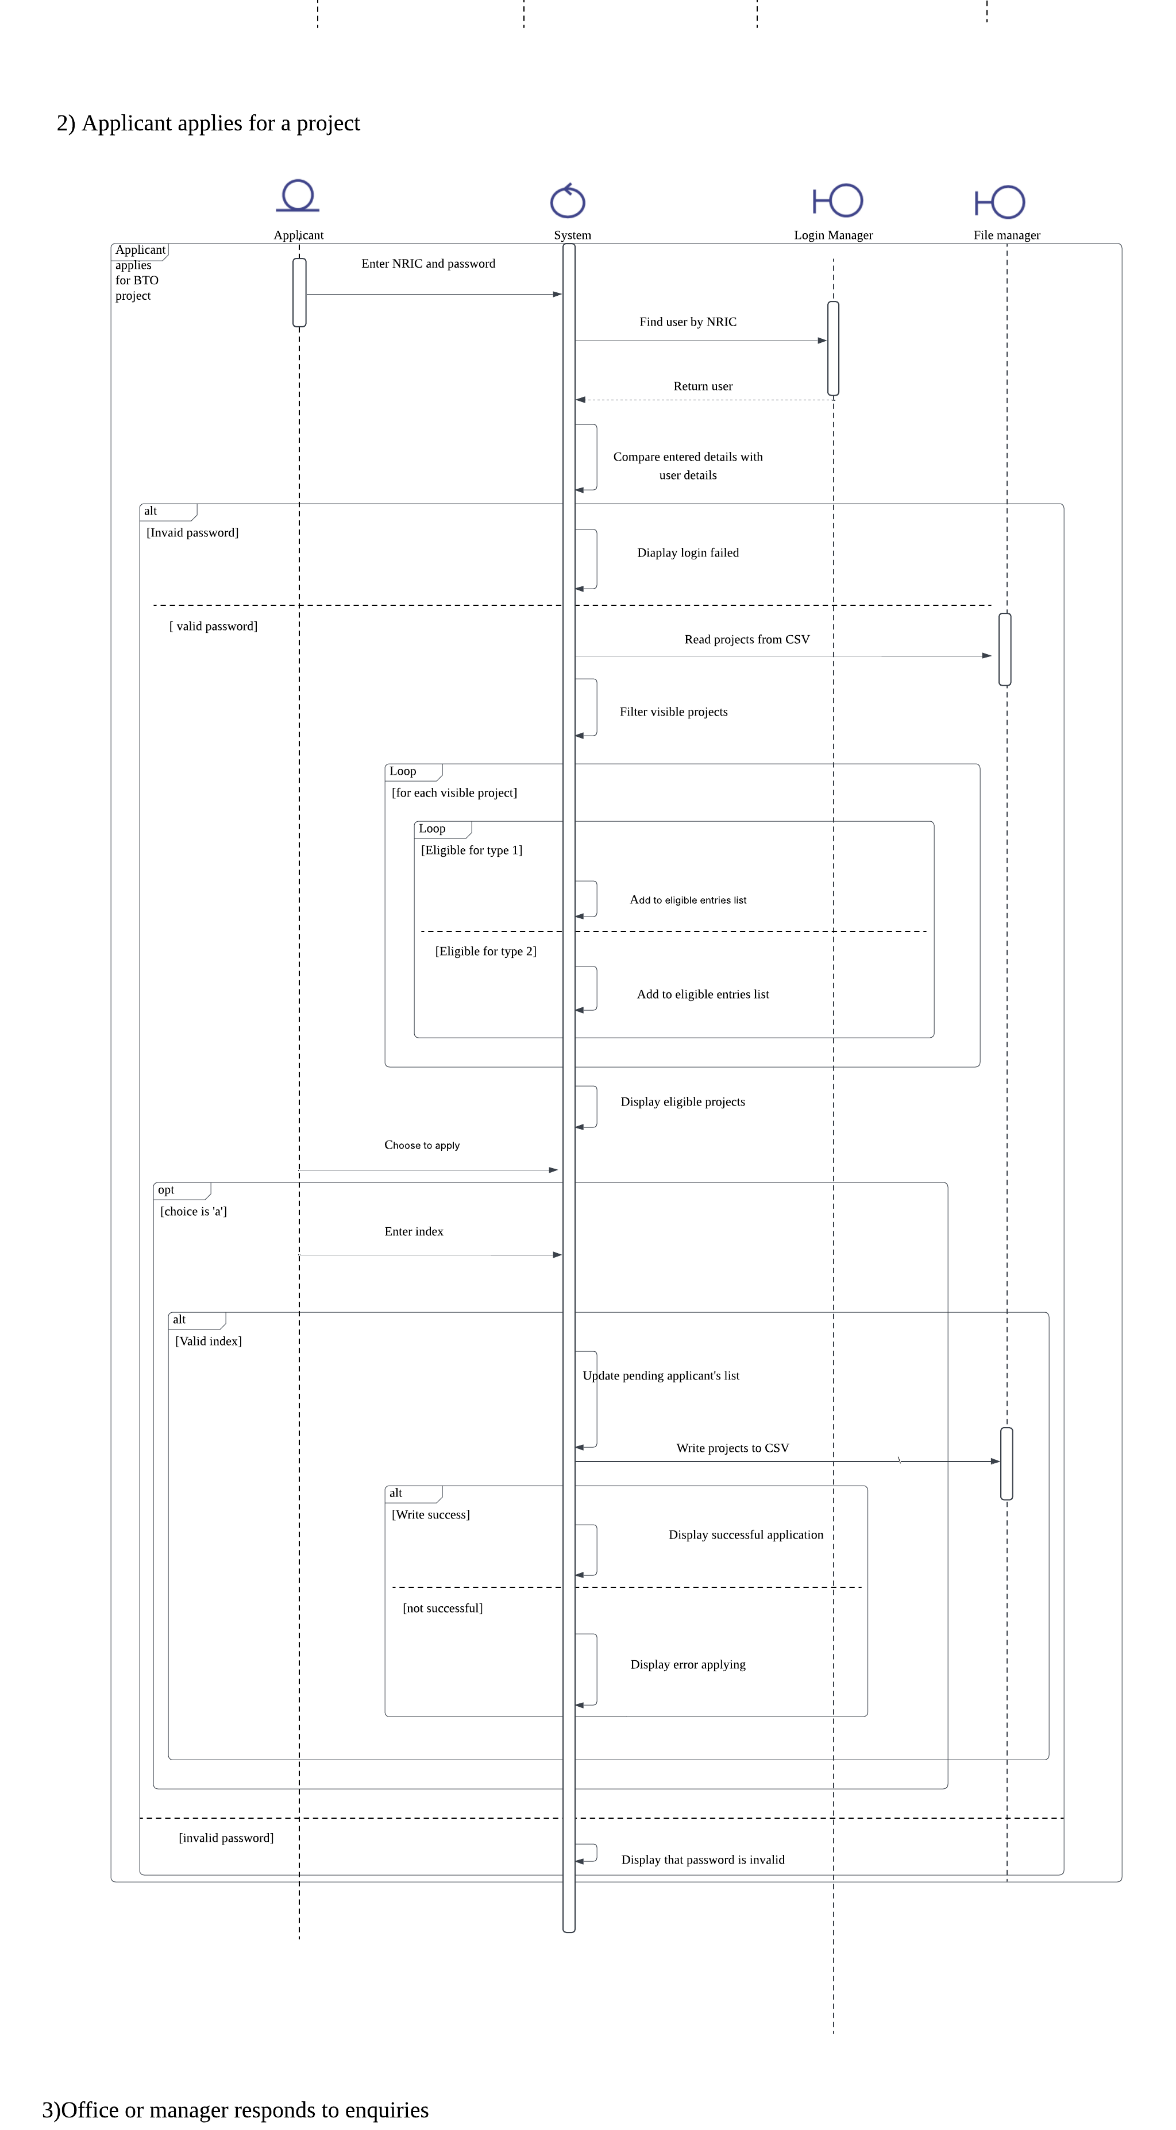 2) Applicant applies for a project
Applicant
System
Login Manager
File manager
Applicant
applies
for BTO
project
Enter NRIC and password
Find user by NRIC
Return user
Compare entered details with
user details
alt
[Invaid password]
Diaplay login failed
[ valid password]
Read projects from CSV
Filter visible projects
Loop
[for each visible project]
Loop
[Eligible for type 1]
Add to eligible entries list
[Eligible for type 2]
Add to eligible entries list
Display eligible projects
Choose to apply
opt
[choice is 'a']
Enter index
alt
[Valid index]
Update pending applicant's list
Write projects to CSV
alt
[Write success]
Display successful application
[not successful]
Display error applying
[invalid password]
Display that password is invalid
3)Office or manager responds to enquiries